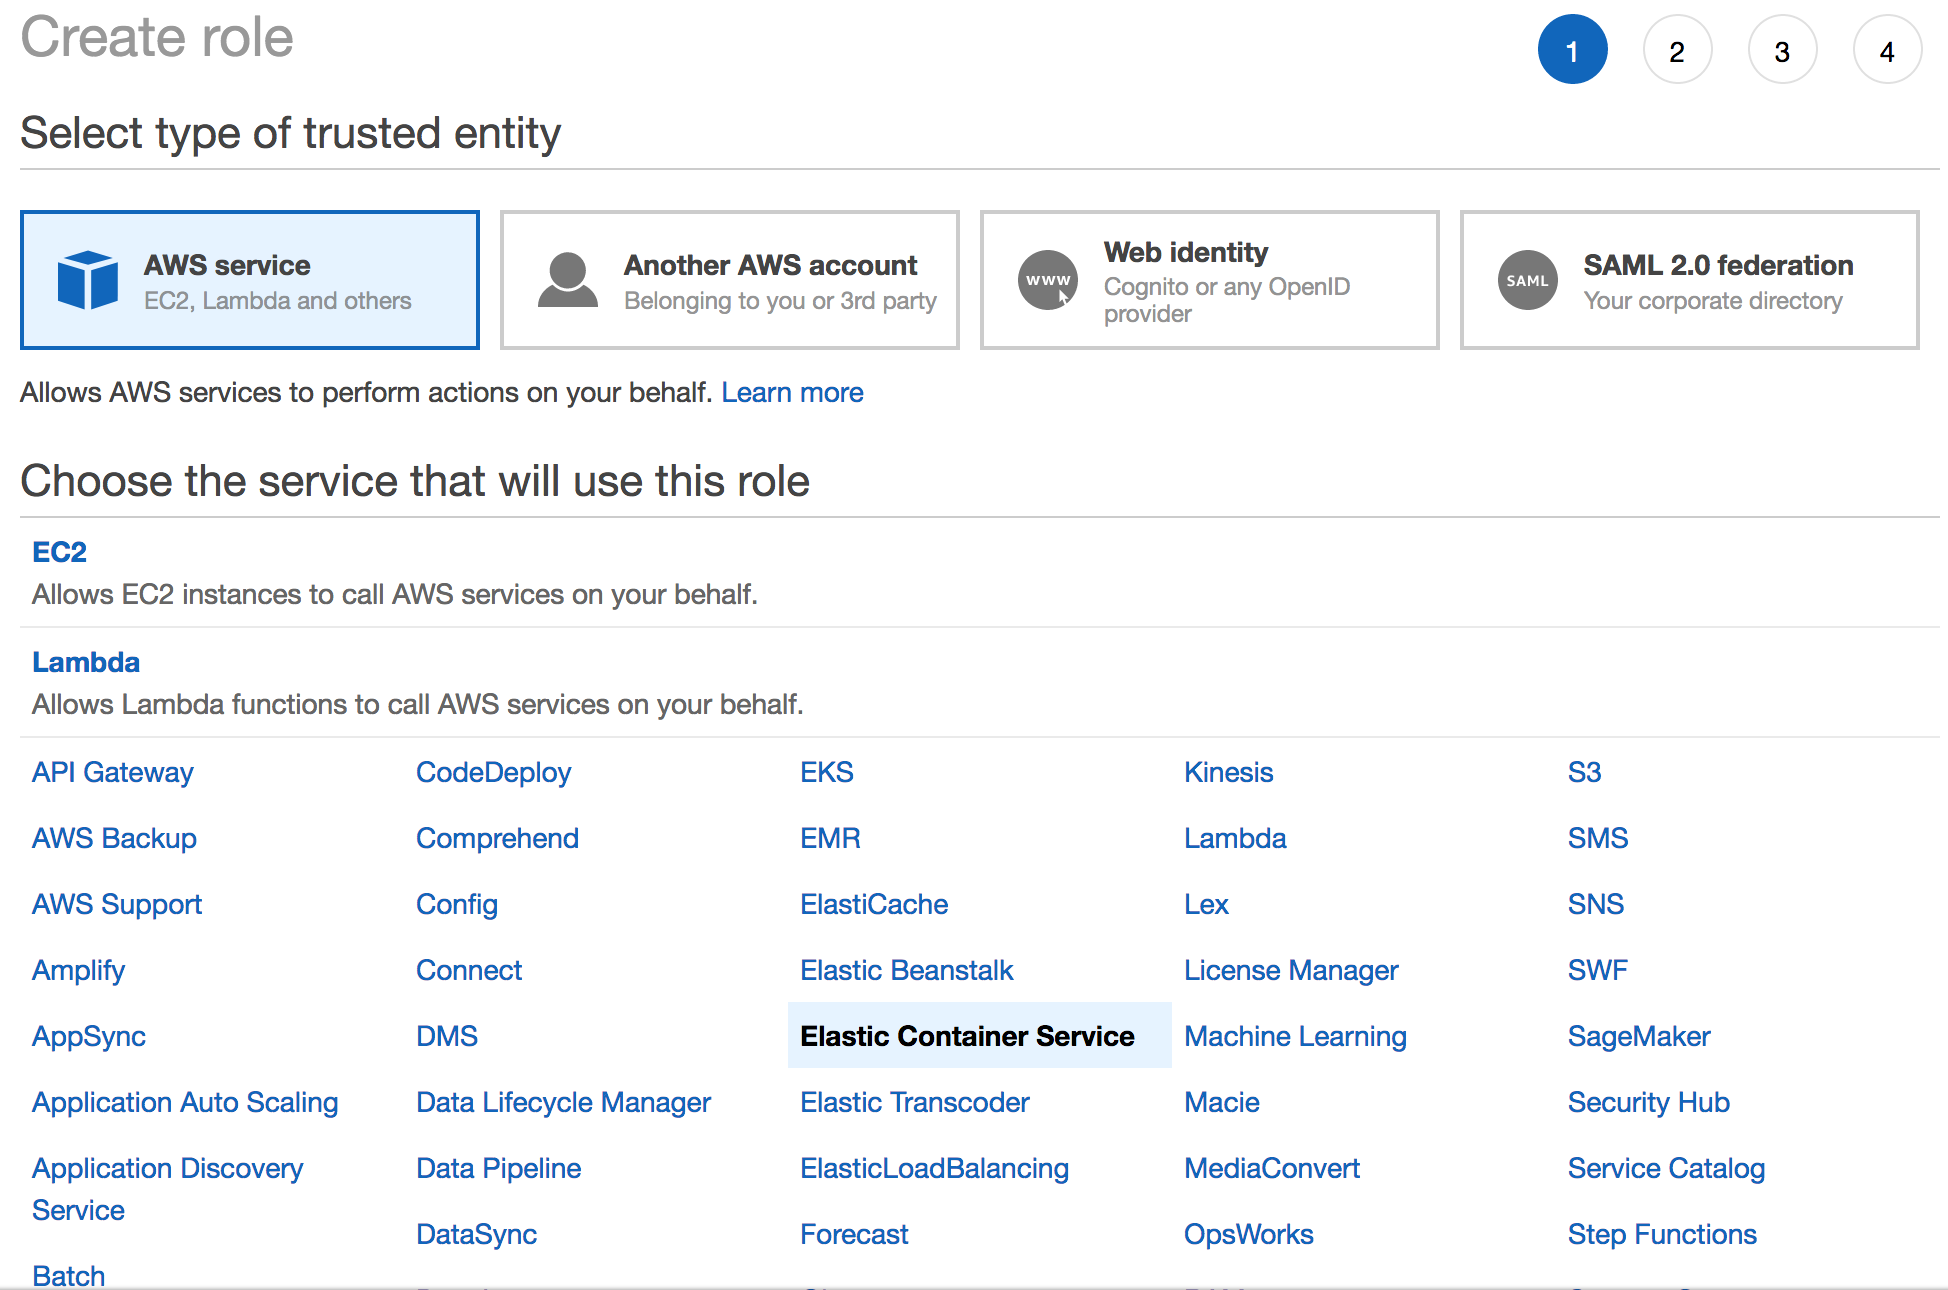 Create role
1 2 3 4
Select type of trusted entity
AWS service
EC2, Lambda and others
Another AWS account
Belonging to you or 3rd party
www
Web identity
Cognito or any OpenID
provider
SAML
SAML 2.0 federation
Your corporate directory
Allows AWS services to perform actions on your behalf. Learn more
Choose the service that will use this role
EC2
Allows EC2 instances to call AWS services on your behalf.
Lambda
Allows Lambda functions to call AWS services on your behalf.
API Gateway
AWS Backup
AWS Support
Amplify
AppSync
Application Auto Scaling
Application Discovery
Service
Batch
CodeDeploy
Comprehend
Config
Connect
DMS
Data Lifecycle Manager
Data Pipeline
DataSync
EKS
EMR
ElastiCache
Elastic Beanstalk
Elastic Container Service
Elastic Transcoder
ElasticLoadBalancing
Forecast
Kinesis
Lambda
Lex
License Manager
Machine Learning
Macie
MediaConvert
OpsWorks
S3
SMS
SNS
SWF
SageMaker
Security Hub
Service Catalog
Step Functions